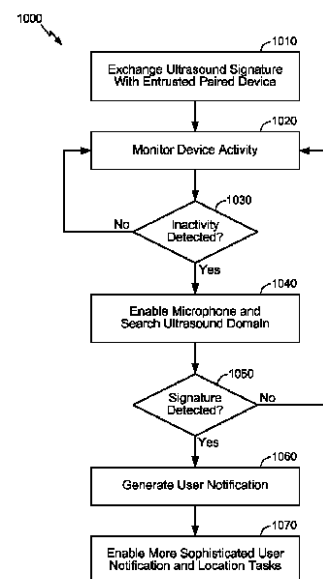 1000
1010
Exchange Ultrasound Signature
With Entrusted Paired Device
1020
Monitor Device Activity
1030
No
Inactivity
Detected?
Yes
1040
Enable Microphone and
Search Ultrasound Domain
1050
Signature
Detected?
No
Yes
1060
Generate User Notification
1070
Enable More Sophisticated User
Notification and Location Tasks